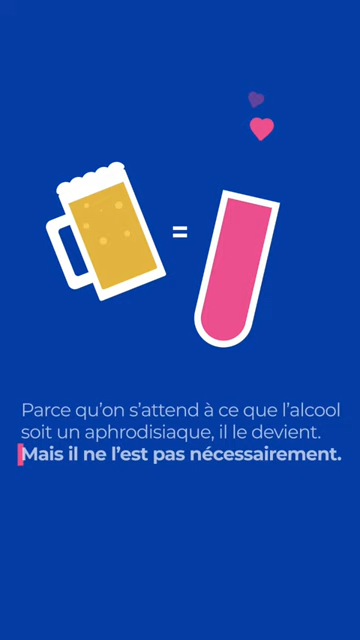 =
Parce qu’on s’attend à ce que l’alcool
soit un aphrodisiaque, il le devient.
Mais il ne l’est pas nécessairement.